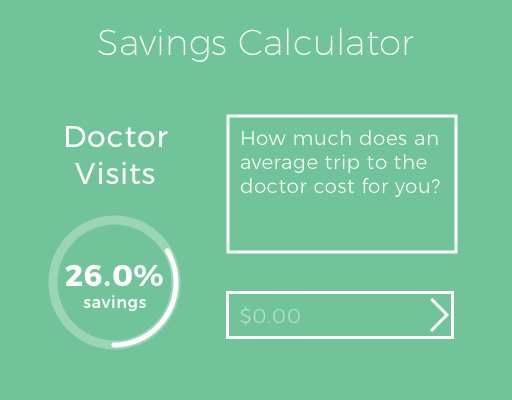 Savings Calculator
Doctor
Visits
How much does an
average trip to the
doctor cost for you?
26.0%
savings
$0.00